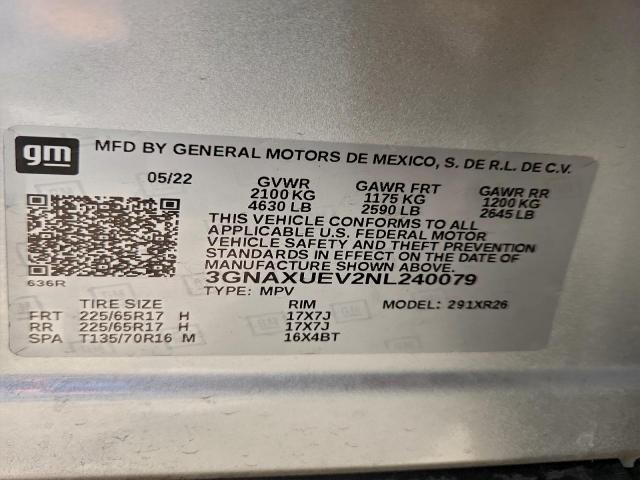 gm
MFD BY GENERAL MOTORS DE MEXICO, S. DE R.L. DE C.V.
05/22 GVWR GAWR FRT GAWR RR
2100 KG 1175 KG 1200 KG
4630 LB 2590 LB 2645 LB
THIS VEHICLE CONFORMS TO ALL
APPLICABLE U.S. FEDERAL MOTOR
VEHICLE SAFETY AND THEFT PREVENTION
STANDARDS IN EFFECT ON THE DATE OF
MANUFACTURE SHOWN ABOVE.
636R 3GNAXUEV2NL240079
TYPE: MPV
TIRE SIZE RIM MODEL: 291XR26
FRT 225/65R17 H 17X7J
RR 225/65R17 H 17X7J
SPA T135/70R16 M 16X4BT